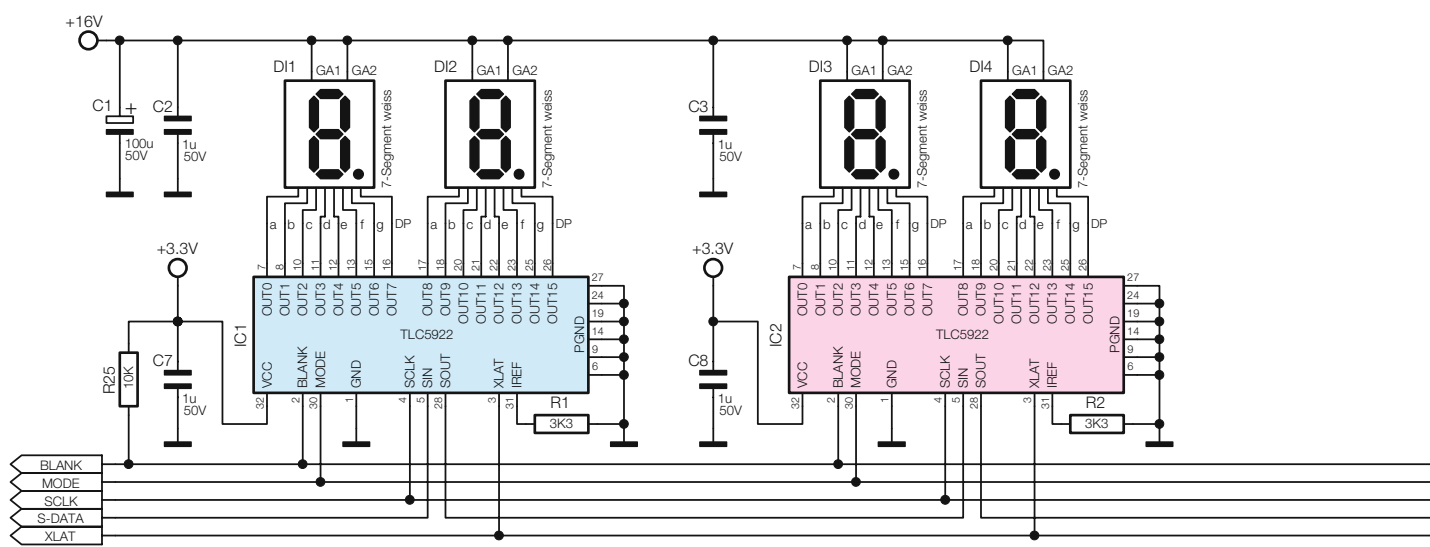 +16V
DI1
GA1
GA2
DI2
GA1
GA2
DI3
GA1
GA2
DI4
GA1
GA2
C1
+
100u
50V
C2
1u
50V
7-Segment weiss
7-Segment weiss
C3
1u
50V
7-Segment weiss
7-Segment weiss
a b c d e f g DP
a b c d e f g DP
a b c d e f g DP
a b c d e f g DP
+3.3V
7 8 10 11 12 13 15 16 17 18 20 21 22 23 25 26
OUT0 OUT1 OUT2 OUT3 OUT4 OUT5 OUT6 OUT7 OUT8 OUT9 OUT10 OUT11 OUT12 OUT13 OUT14 OUT15
27
24
19
14
9
6
PGND
IC1
TLC5922
VCC BLANK MODE GND SCLK SIN SOUT XLAT IREF
32 2 30 1 4 5 28 3 31
R25
10K
C7
1u
50V
R1
3K3
+3.3V
7 8 10 11 12 13 15 16 17 18 20 21 22 23 25 26
OUT0 OUT1 OUT2 OUT3 OUT4 OUT5 OUT6 OUT7 OUT8 OUT9 OUT10 OUT11 OUT12 OUT13 OUT14 OUT15
27
24
19
14
9
6
PGND
IC2
TLC5922
VCC BLANK MODE GND SCLK SIN SOUT XLAT IREF
32 2 30 1 4 5 28 3 31
C8
1u
50V
R2
3K3
BLANK
MODE
SCLK
S-DATA
XLAT